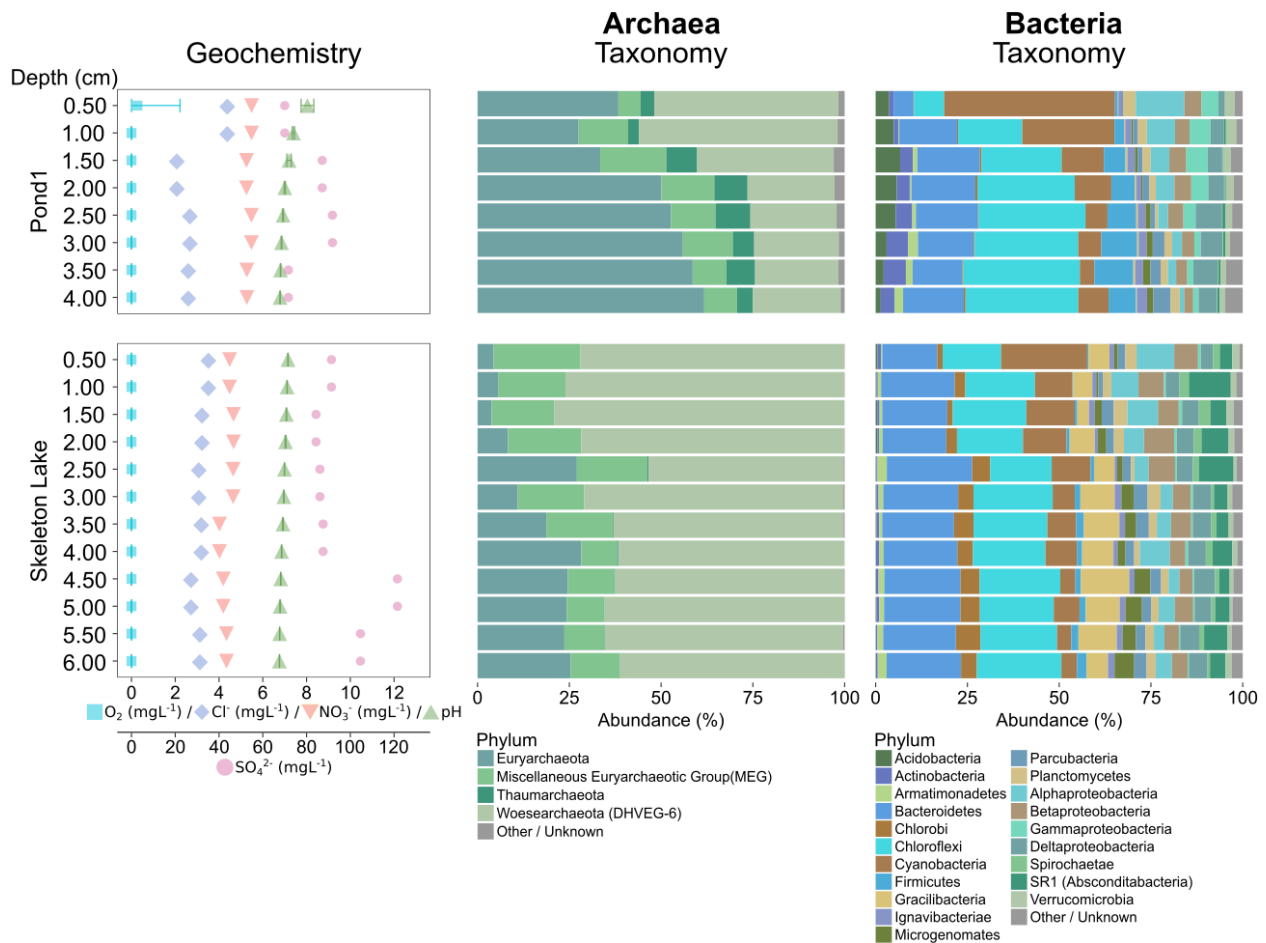 Geochemistry
Archaea
Taxonomy
Bacteria
Taxonomy
Depth (cm)
Pond1
0.50
1.00
1.50
2.00
2.50
3.00
3.50
4.00
Skeleton Lake
0.50
1.00
1.50
2.00
2.50
3.00
3.50
4.00
4.50
5.00
5.50
6.00
0 2 4 6 8 10 12
O₂ (mgL⁻¹) / Cl⁻ (mgL⁻¹) / NO₃⁻ (mgL⁻¹) / pH
0 20 40 60 80 100 120
SO₄²⁻ (mgL⁻¹)
0 25 50 75 100
Abundance (%)
Phylum
Euryarchaeota
Miscellaneous Euryarchaeotic Group(MEG)
Thaumarchaeota
Woesearchaeota (DHVEG-6)
Other / Unknown
0 25 50 75 100
Abundance (%)
Phylum
Acidobacteria
Actinobacteria
Armatimonadetes
Bacteroidetes
Chlorobi
Chloroflexi
Cyanobacteria
Firmicutes
Gracilibacteria
Ignavibacteriae
Microgenomates
Parcubacteria
Planctomycetes
Alphaproteobacteria
Betaproteobacteria
Gammaproteobacteria
Deltaproteobacteria
Spirochaetae
SR1 (Absconditabacteria)
Verrucomicrobia
Other / Unknown